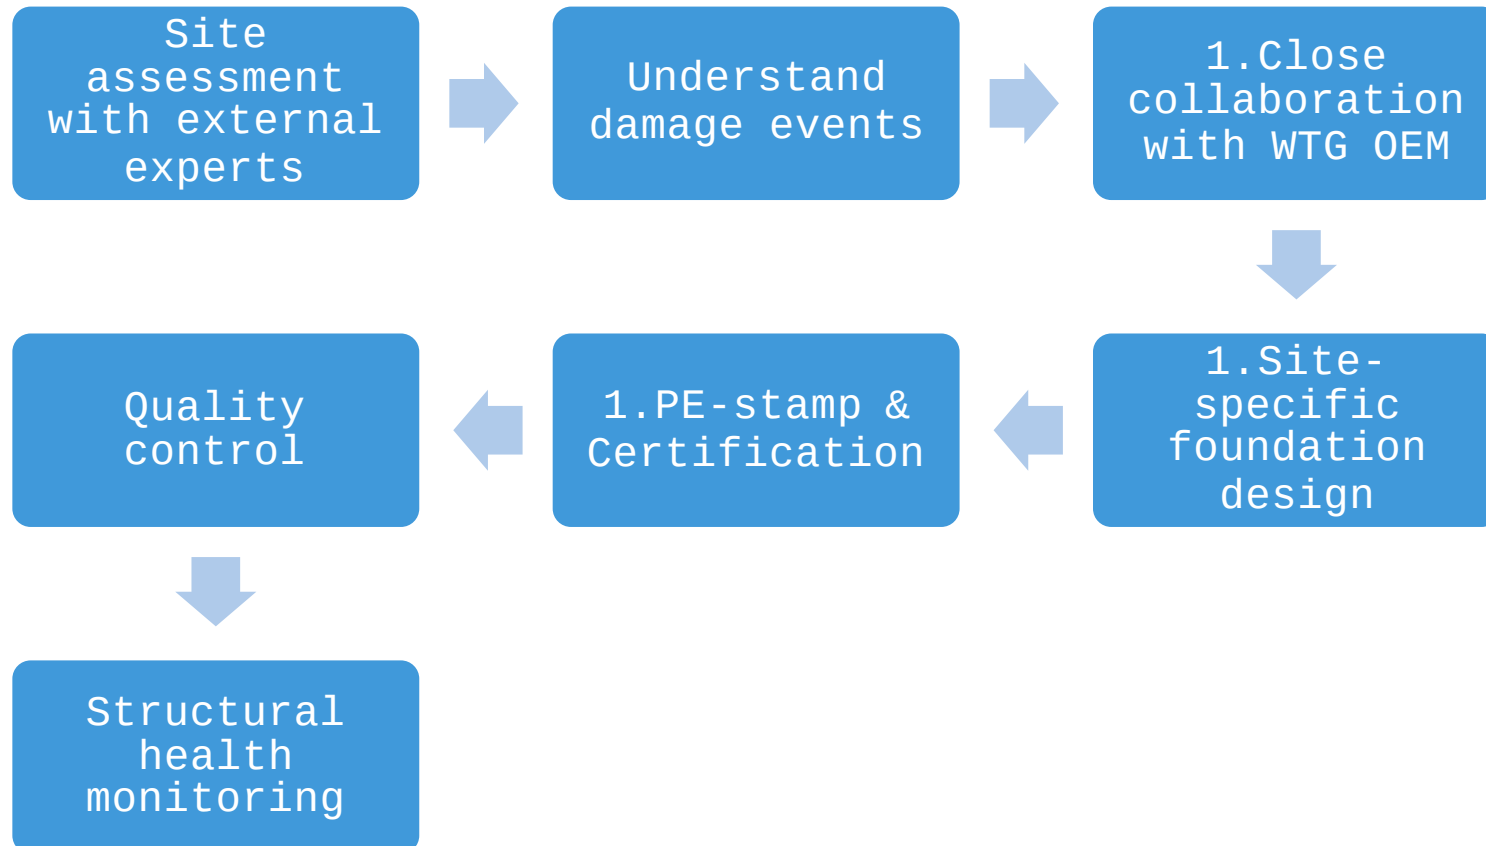 Site
assessment
with external
experts
Understand
damage events
1.Close
collaboration
with WTG OEM
1.Site-
specific
foundation
design
1.PE-stamp &
Certification
Quality
control
Structural
health
monitoring